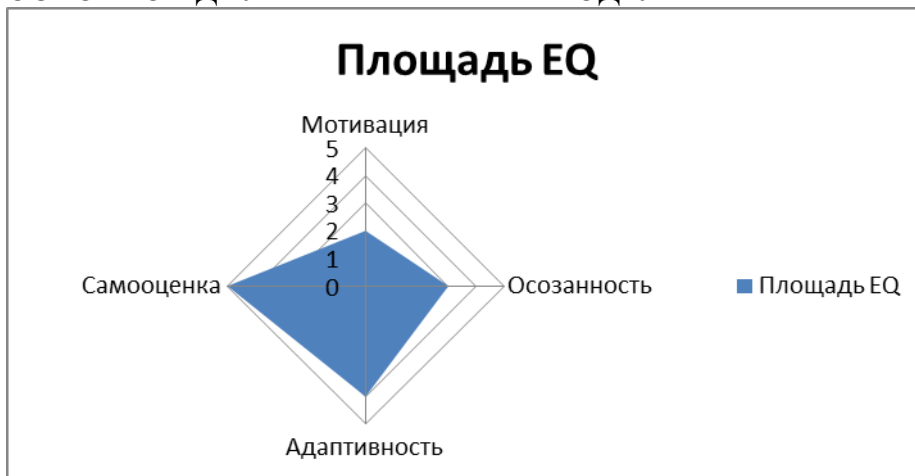 Площадь EQ
Мотивация
5
4
3
2
1
0
Самооценка
Осозанность
Площадь EQ
Адаптивность